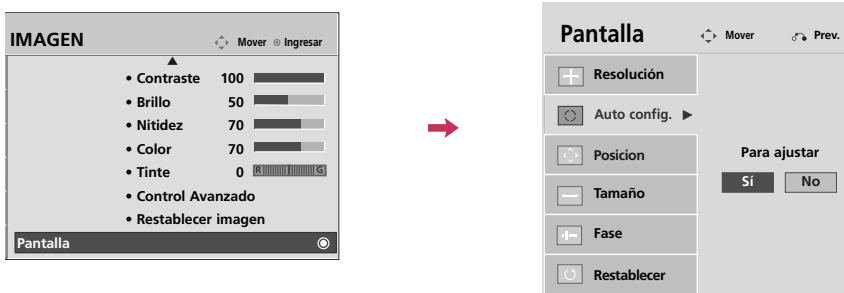 IMAGEN
Mover Ingresar
• Contraste 100
• Brillo 50
• Nitidez 70
• Color 70
• Tinte 0 R G
• Control Avanzado
• Restablecer imagen
Pantalla
Pantalla
Mover Prev.
Resolución
Auto config.
Posicion
Tamaño
Fase
Restablecer
Para ajustar
Sí No